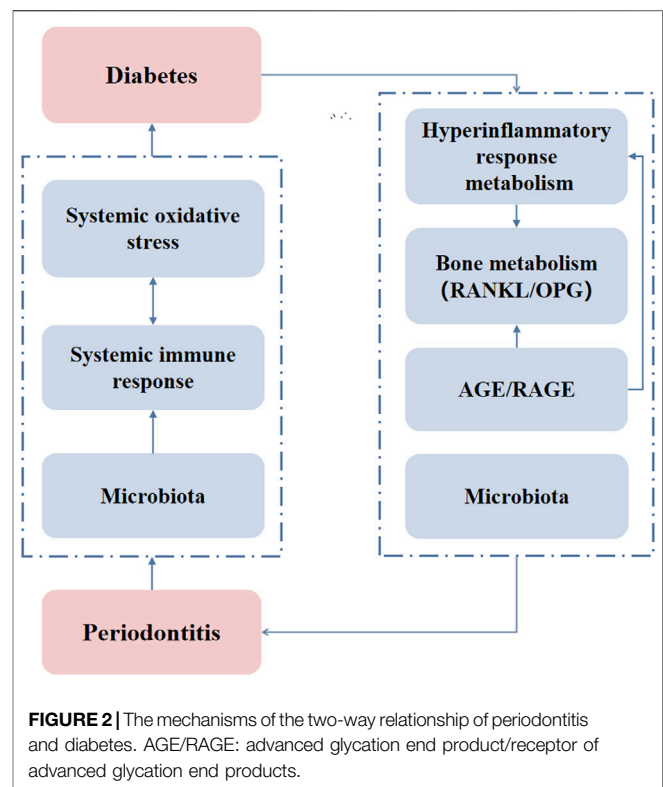 Diabetes
Systemic oxidative
stress
Systemic immune
response
Microbiota
Periodontitis
Hyperinflammatory
response
metabolism
Bone metabolism
(RANKL/OPG)
AGE/RAGE
Microbiota
FIGURE 2 | The mechanisms of the two-way relationship of periodontitis
and diabetes. AGE/RAGE: advanced glycation end product/receptor of
advanced glycation end products.